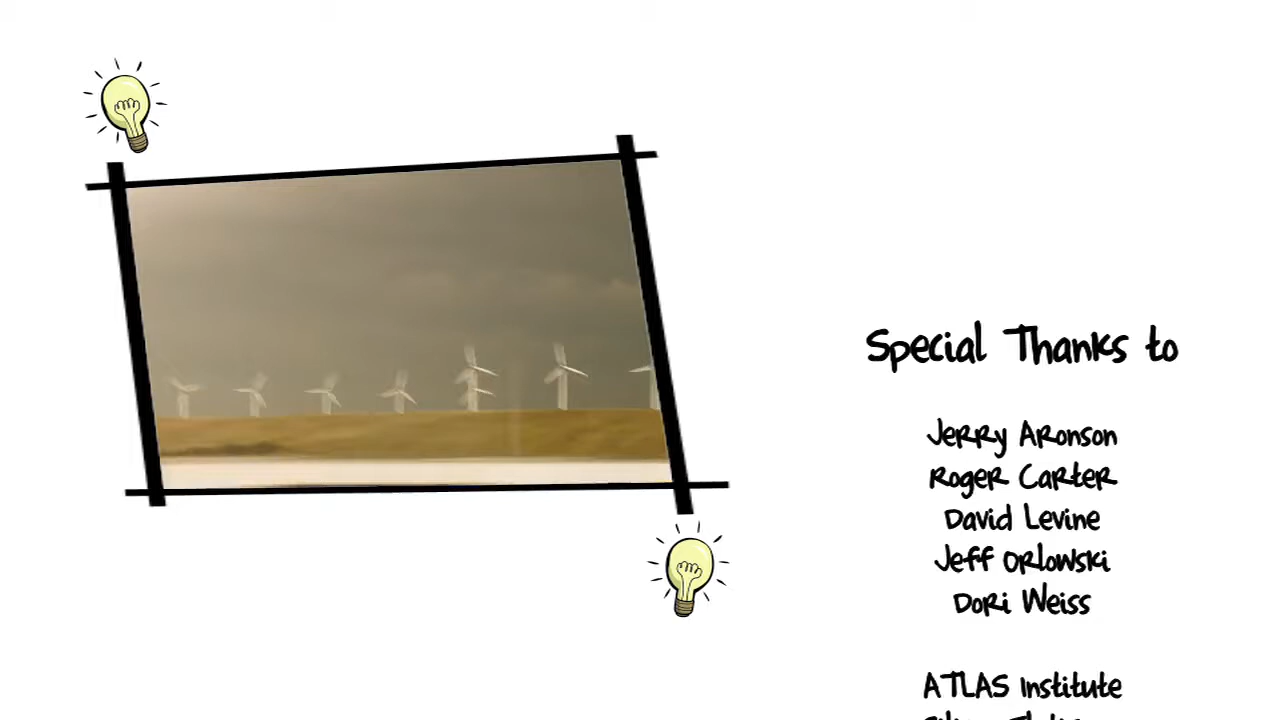 Special Thanks to
Jerry Aronson
Roger Carter
David Levine
Jeff Orlowski
Dori Weiss
ATLAS Institute